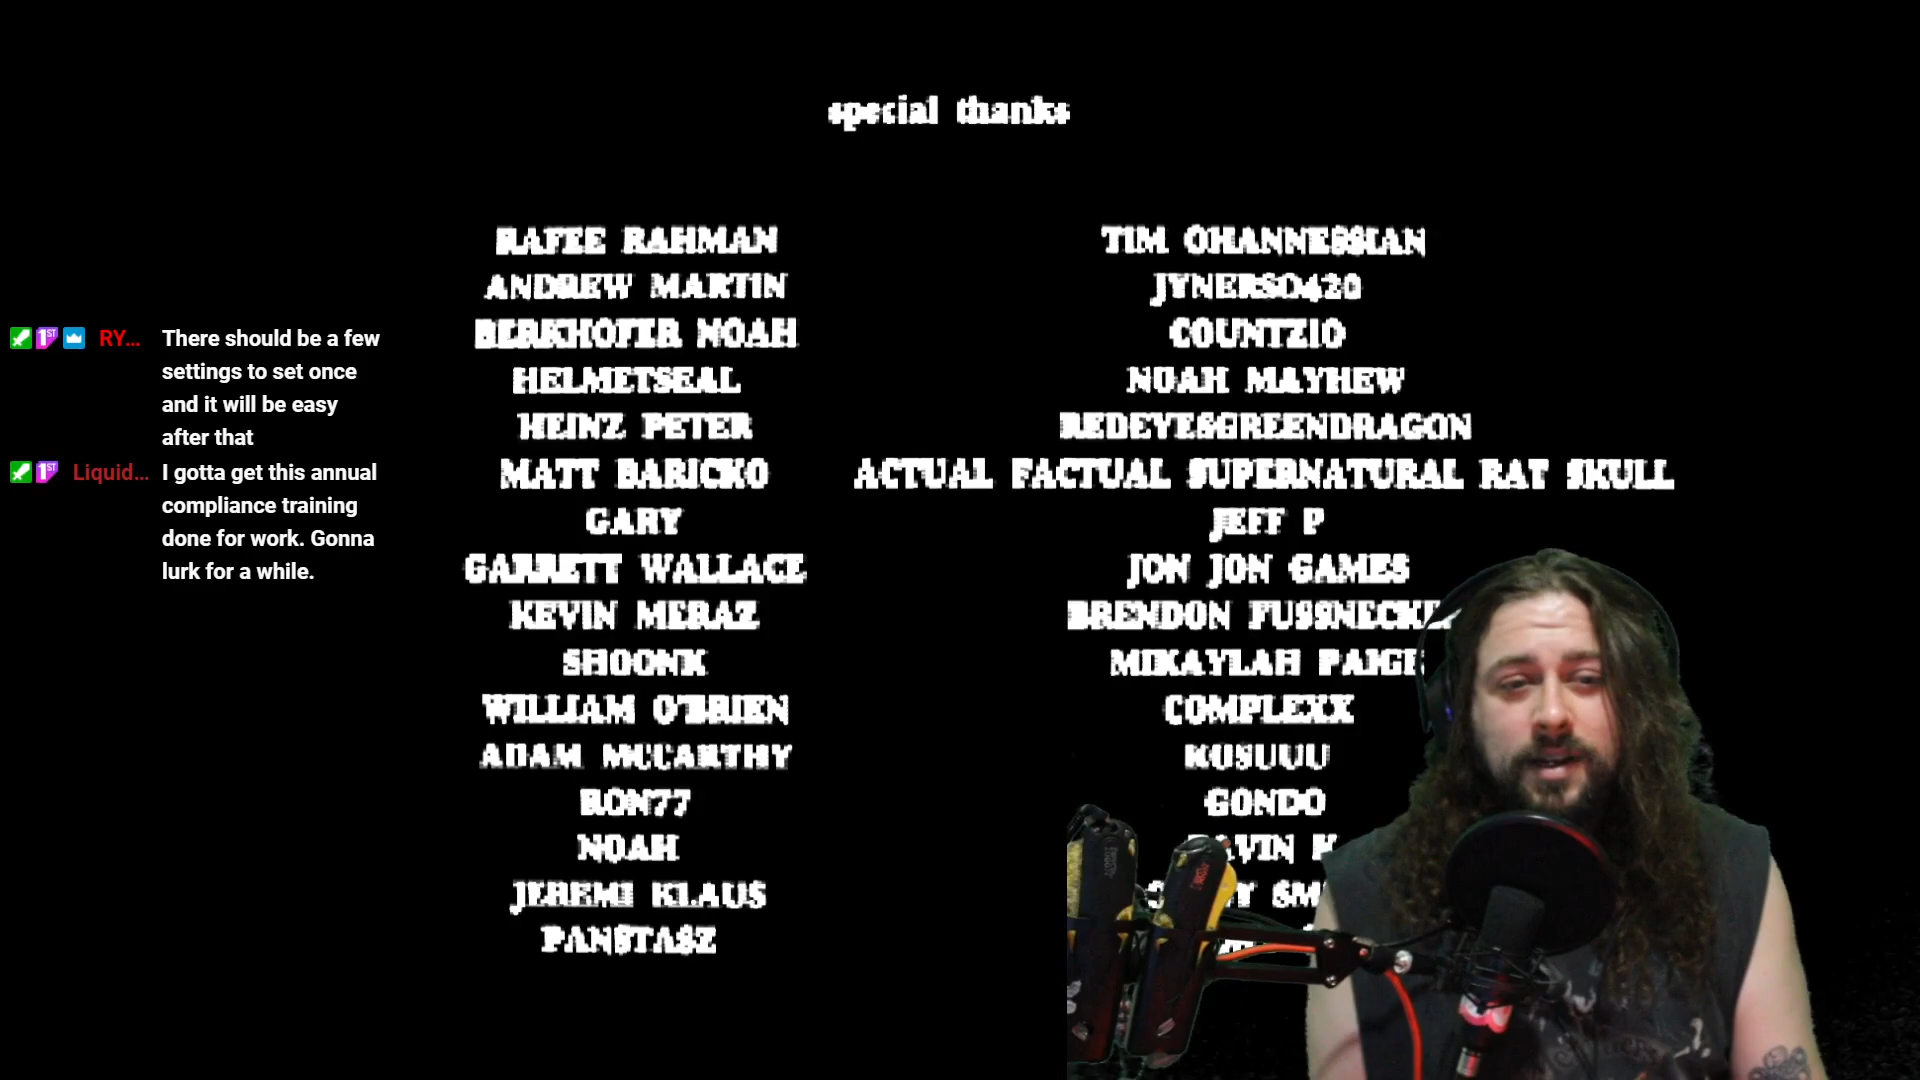 special thanks
RAFEE RAHMAN
ANDREW MARTIN
BERKHOFER NOAH
HELMETSEAL
HEINZ PETER
MATT BARICKO
GARY
GARRETT WALLACE
KEVIN MERAZ
SHOONK
WILLIAM O'BRIEN
ADAM MCCARTHY
RON77
NOAH
JEREMI KLAUS
PANSTASZ
TIM OHANNESSIAN
JYNERSO420
COUNTZIO
NOAH MAYHEW
REDEYESGREENDRAGON
ACTUAL FACTUAL SUPERNATURAL RAT SKULL
JEFF P
JON JON GAMES
BRENDON
MIKAYLAH PAIGE
COMPLEXX
KOSUUU
GONDO
RY... There should be a few
settings to set once
and it will be easy
after that
Liquid... I gotta get this annual
compliance training
done for work. Gonna
lurk for a while.